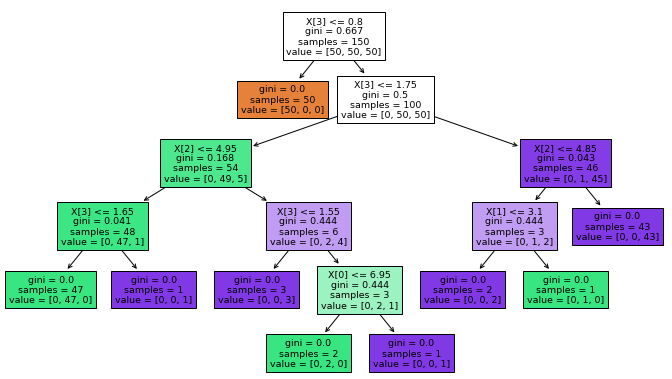 X[3] <= 0.8
gini = 0.667
samples = 150
value = [50, 50, 50]
gini = 0.0
samples = 50
value = [50, 0, 0]
X[3] <= 1.75
gini = 0.5
samples = 100
value = [0, 50, 50]
X[2] <= 4.95
gini = 0.168
samples = 54
value = [0, 49, 5]
X[2] <= 4.85
gini = 0.043
samples = 46
value = [0, 1, 45]
X[3] <= 1.65
gini = 0.041
samples = 48
value = [0, 47, 1]
X[3] <= 1.55
gini = 0.444
samples = 6
value = [0, 2, 4]
X[1] <= 3.1
gini = 0.444
samples = 3
value = [0, 1, 2]
gini = 0.0
samples = 43
value = [0, 0, 43]
gini = 0.0
samples = 47
value = [0, 47, 0]
gini = 0.0
samples = 1
value = [0, 0, 1]
gini = 0.0
samples = 3
value = [0, 0, 3]
X[0] <= 6.95
gini = 0.444
samples = 3
value = [0, 2, 1]
gini = 0.0
samples = 2
value = [0, 0, 2]
gini = 0.0
samples = 1
value = [0, 1, 0]
gini = 0.0
samples = 2
value = [0, 2, 0]
gini = 0.0
samples = 1
value = [0, 0, 1]